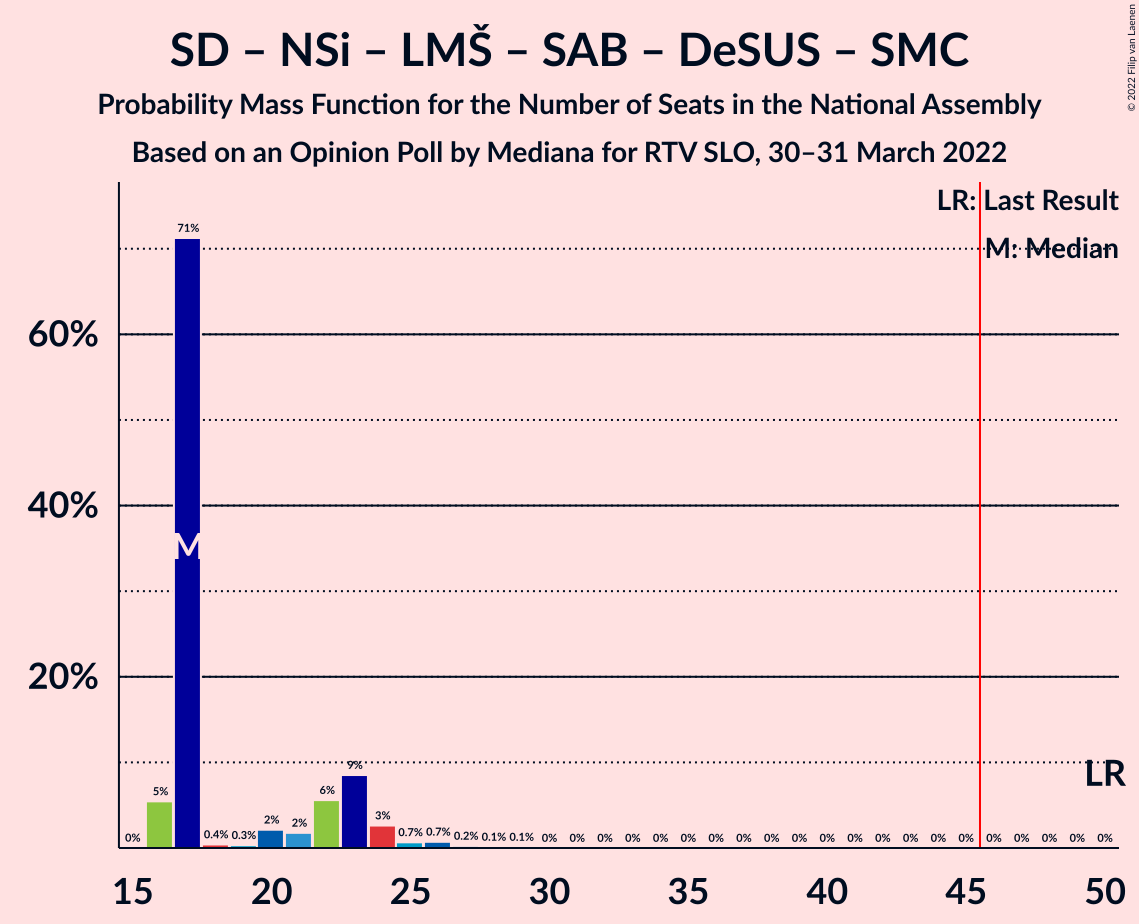 SD – NSi – LMŠ – SAB – DeSUS – SMC
Probability Mass Function for the Number of Seats in the National Assembly
Based on an Opinion Poll by Mediana for RTV SLO, 30–31 March 2022
© 2022 Filip van Laenen
LR: Last Result
M: Median
60%
40%
20%
0% 5% 71% 0.4% 0.3% 2% 2% 6% 9% 3% 0.7% 0.7% 0.2% 0.1% 0.1% 0% 0% 0% 0% 0% 0% 0% 0% 0% 0% 0% 0% 0% 0% 0% 0% 0% 0% 0% 0% 0%
M
LR
15 20 25 30 35 40 45 50